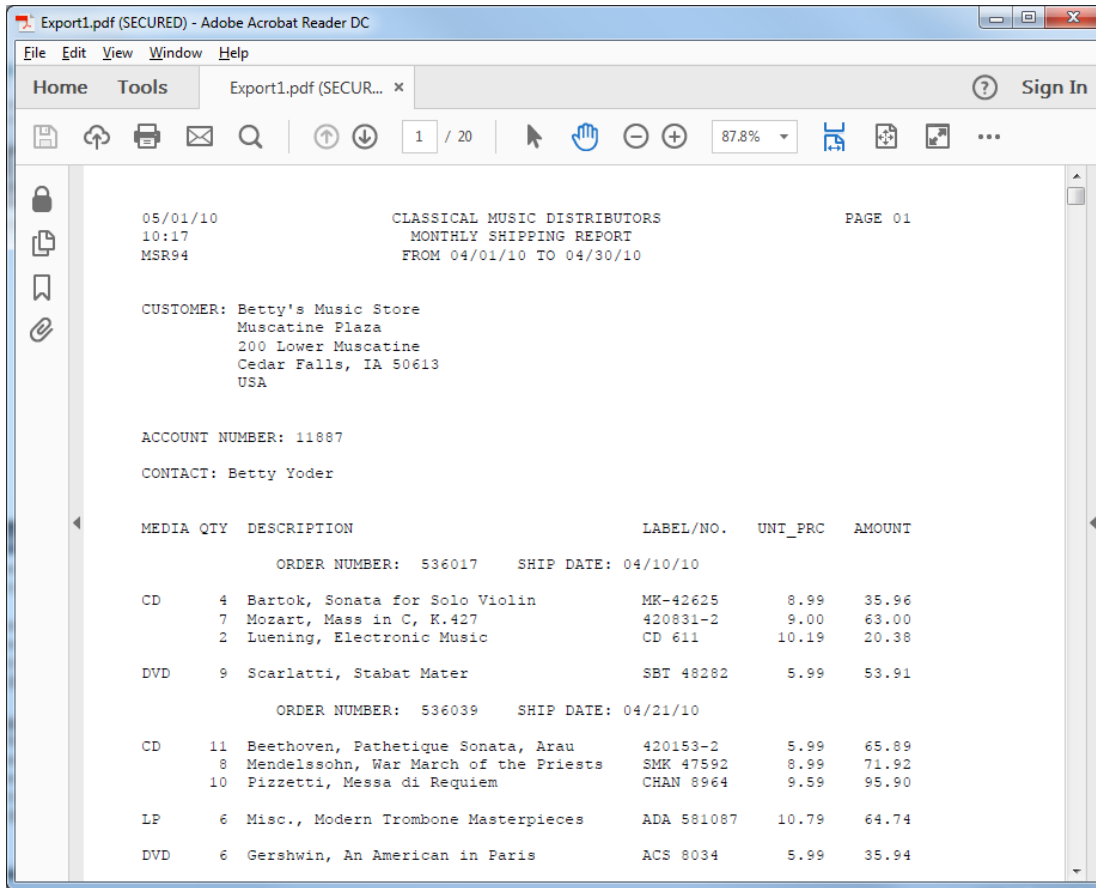 Export1.pdf (SECURED) - Adobe Acrobat Reader DC
File Edit View Window Help
Home Tools Export1.pdf (SECUR... × ? Sign In
1 / 20 87.8%
05/01/10 CLASSICAL MUSIC DISTRIBUTORS PAGE 01
10:17 MONTHLY SHIPPING REPORT
MSR94 FROM 04/01/10 TO 04/30/10
CUSTOMER: Betty's Music Store
Muscatine Plaza
200 Lower Muscatine
Cedar Falls, IA 50613
USA
ACCOUNT NUMBER: 11887
CONTACT: Betty Yoder
MEDIA QTY DESCRIPTION LABEL/NO. UNT_PRC AMOUNT
ORDER NUMBER: 536017 SHIP DATE: 04/10/10
CD 4 Bartok, Sonata for Solo Violin MK-42625 8.99 35.96
7 Mozart, Mass in C, K.427 420831-2 9.00 63.00
2 Luening, Electronic Music CD 611 10.19 20.38
DVD 9 Scarlatti, Stabat Mater SBT 48282 5.99 53.91
ORDER NUMBER: 536039 SHIP DATE: 04/21/10
CD 11 Beethoven, Pathetique Sonata, Arau 420153-2 5.99 65.89
8 Mendelssohn, War March of the Priests SMK 47592 8.99 71.92
10 Pizzetti, Messa di Requiem CHAN 8964 9.59 95.90
LP 6 Misc., Modern Trombone Masterpieces ADA 581087 10.79 64.74
DVD 6 Gershwin, An American in Paris ACS 8034 5.99 35.94